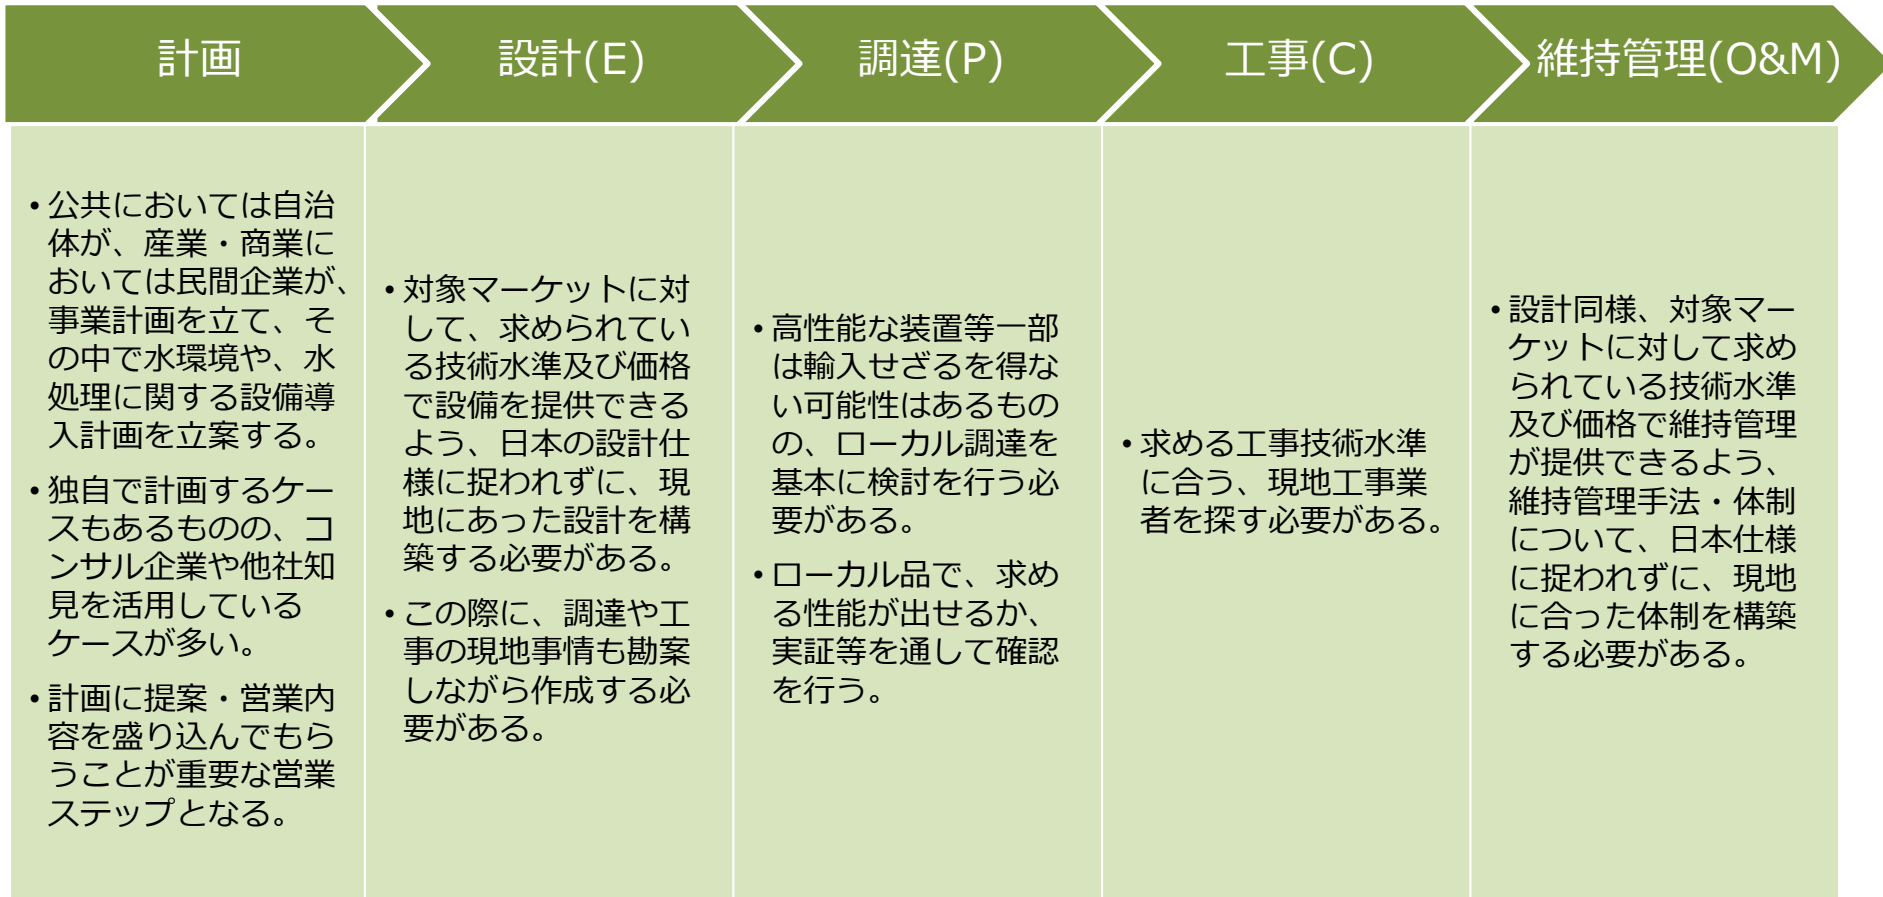 計画
設計(E)
調達(P)
工事(C)
維持管理(O&M)
• 公共においては自治
体が、産業・商業に
おいては民間企業が、
事業計画を立て、そ
の中で水環境や、水
処理に関する設備導
入計画を立案する。
• 独自で計画するケー
スもあるものの、コ
ンサル企業や他社知
見を活用している
ケースが多い。
• 計画に提案・営業内
容を盛り込んでもら
うことが重要な営業
ステップとなる。
• 対象マーケットに対
して、求められてい
る技術水準及び価格
で設備を提供できる
よう、日本の設計仕
様に捉われずに、現
地にあった設計を構
築する必要がある。
• この際に、調達や工
事の現地事情も勘案
しながら作成する必
要がある。
• 高性能な装置等一部
は輸入せざるを得な
い可能性はあるもの
の、ローカル調達を
基本に検討を行う必
要がある。
• ローカル品で、求め
る性能が出せるか、
実証等を通して確認
を行う。
• 求める工事技術水準
に合う、現地工事業
者を探す必要がある。
• 設計同様、対象マー
ケットに対して求め
られている技術水準
及び価格で維持管理
が提供できるよう、
維持管理手法・体制
について、日本仕様
に捉われずに、現地
に合った体制を構築
する必要がある。